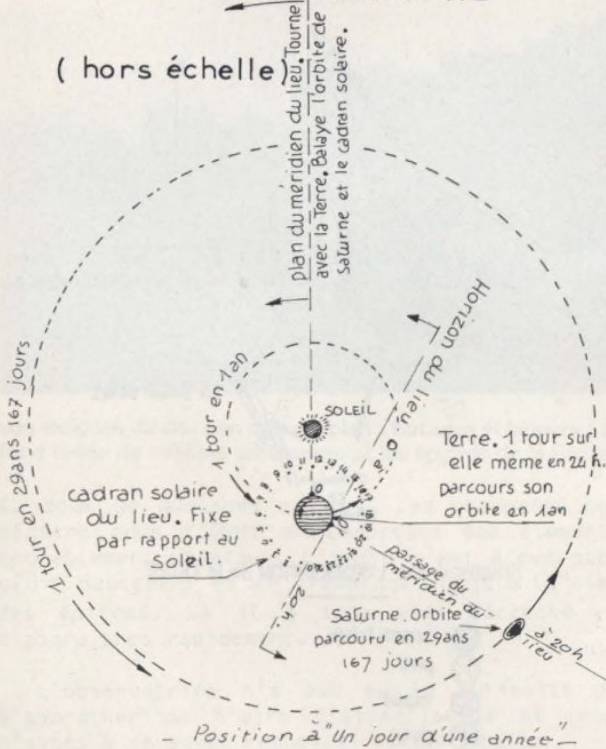 ( hors échelle)
plan du méridien du lieu. Tourne
avec la Terre. Balaye l'orbite de
Saturne et le cadran solaire.
1 tour en 29ans 167 jours
1 tour en 1an
Horizon du lieu à 8h
SOLEIL
Terre. 1 tour sur
elle même en 24 h.
parcours son
orbite en 1an
cadran solaire
du lieu. Fixe
par rapport au
Soleil.
20h
passage du
méridien du
lieu
à 20h
Saturne. Orbite
parcouru en 29ans
167 jours
- Position à "Un jour d'une année" -